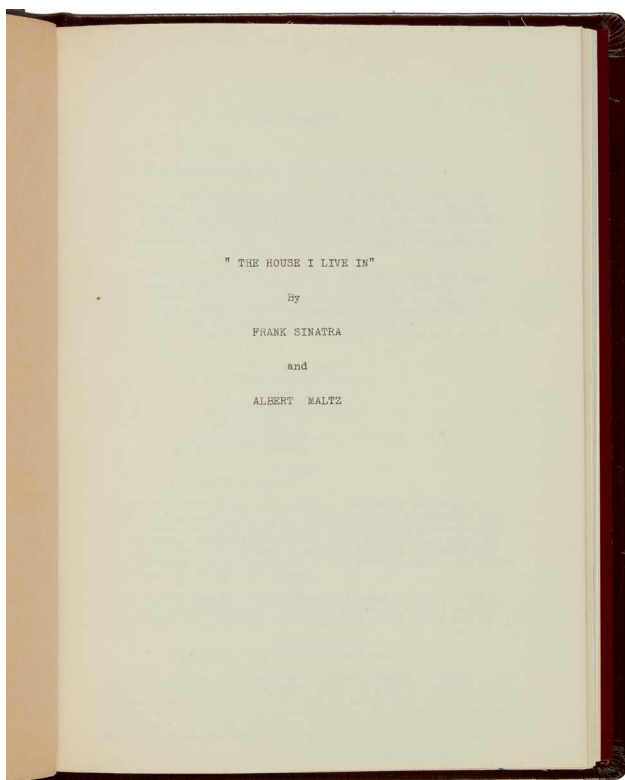 " THE HOUSE I LIVE IN"
By
FRANK SINATRA
and
ALBERT MALTZ